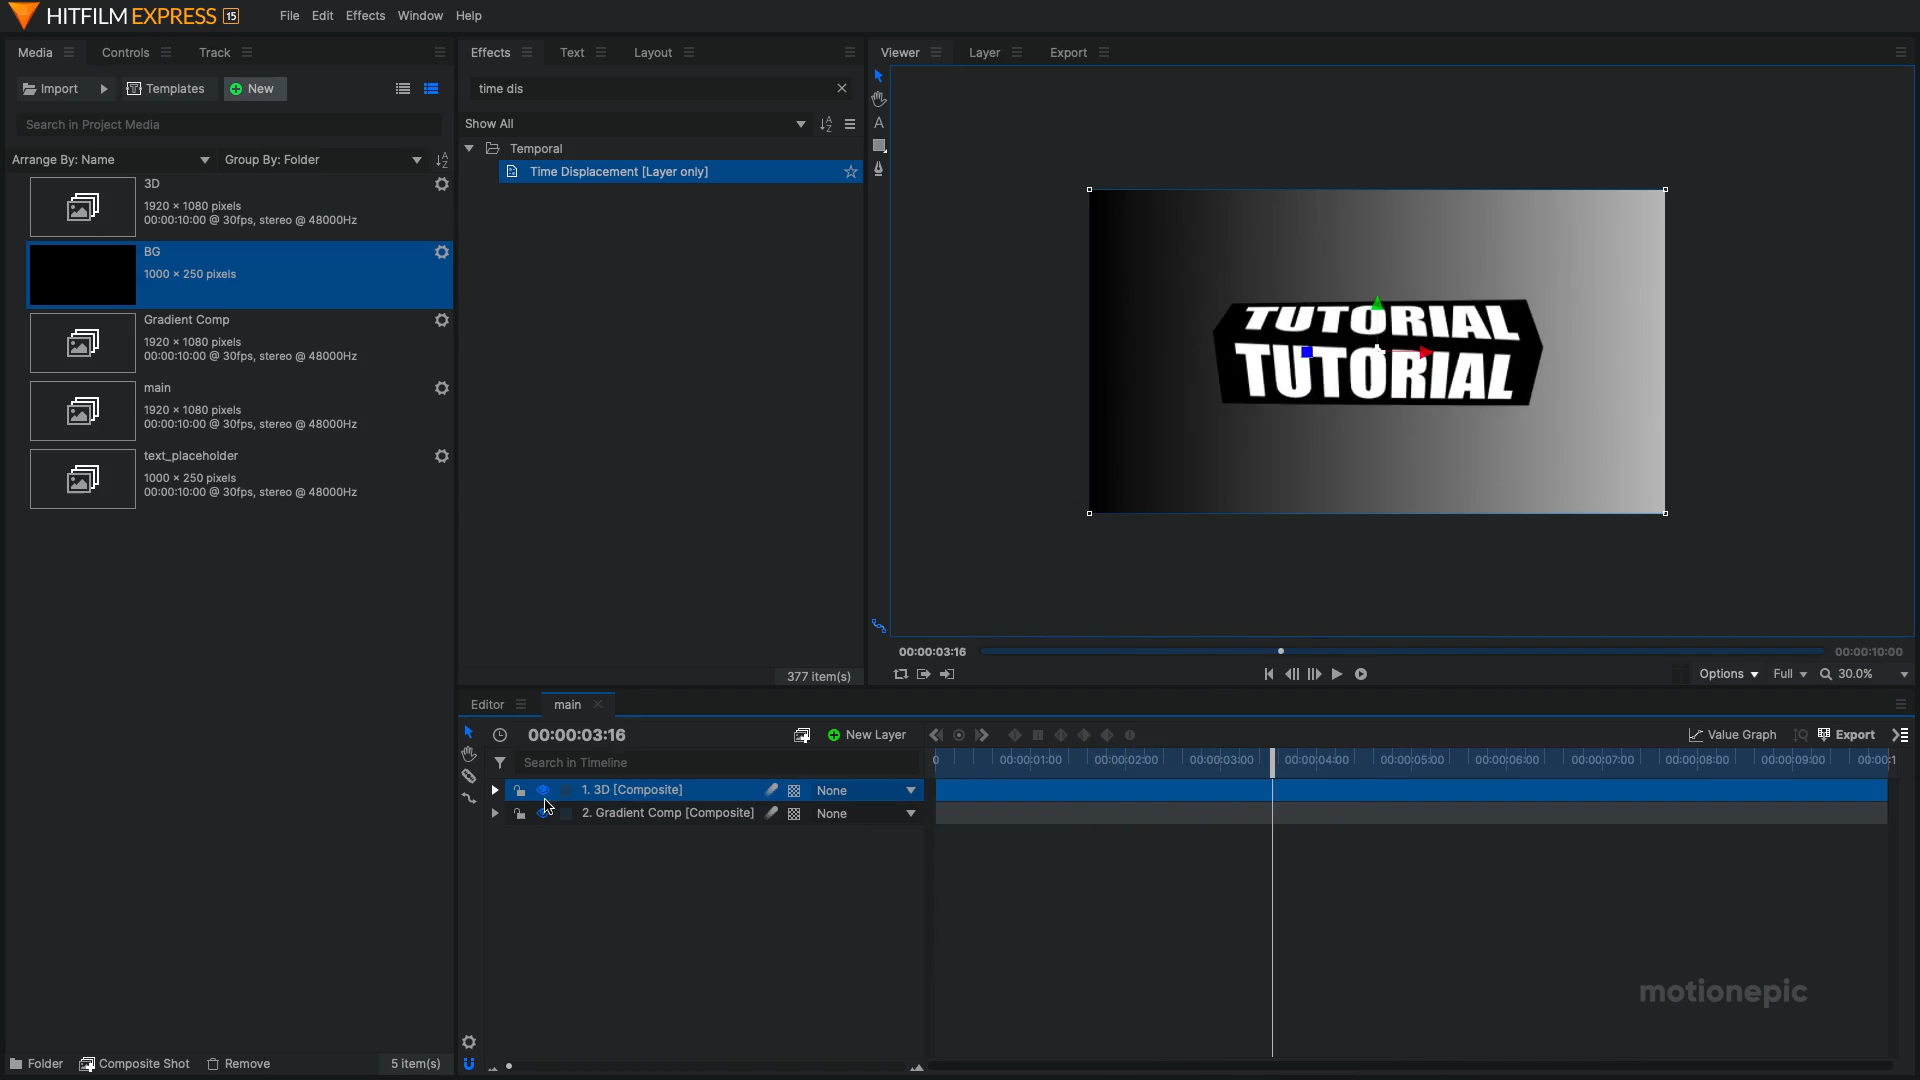 HITFILM EXPRESS 15
File Edit Effects Window Help
Media Controls Track
Import Templates New
Search in Project Media
Arrange By: Name Group By: Folder
3D
1920 × 1080 pixels
00:00:10:00 @ 30fps, stereo @ 48000Hz
BG
1000 × 250 pixels
Gradient Comp
1920 × 1080 pixels
00:00:10:00 @ 30fps, stereo @ 48000Hz
main
1920 × 1080 pixels
00:00:10:00 @ 30fps, stereo @ 48000Hz
text_placeholder
1000 × 250 pixels
00:00:10:00 @ 30fps, stereo @ 48000Hz
Folder Composite Shot Remove 5 item(s)
Effects Text Layout
time dis
Show All
Temporal
Time Displacement [Layer only]
377 item(s)
Viewer Layer Export
A
TUTORIAL
TUTORIAL
00:00:03:16 00:00:10:00
Options Full 30.0%
Editor main
00:00:03:16 New Layer Value Graph Export
Search in Timeline
0 00:00:01:00 00:00:02:00 00:00:03:00 00:00:04:00 00:00:05:00 00:00:06:00 00:00:07:00 00:00:08:00 00:00:09:00 00:00:1
1. 3D [Composite] None
2. Gradient Comp [Composite] None
motionepic